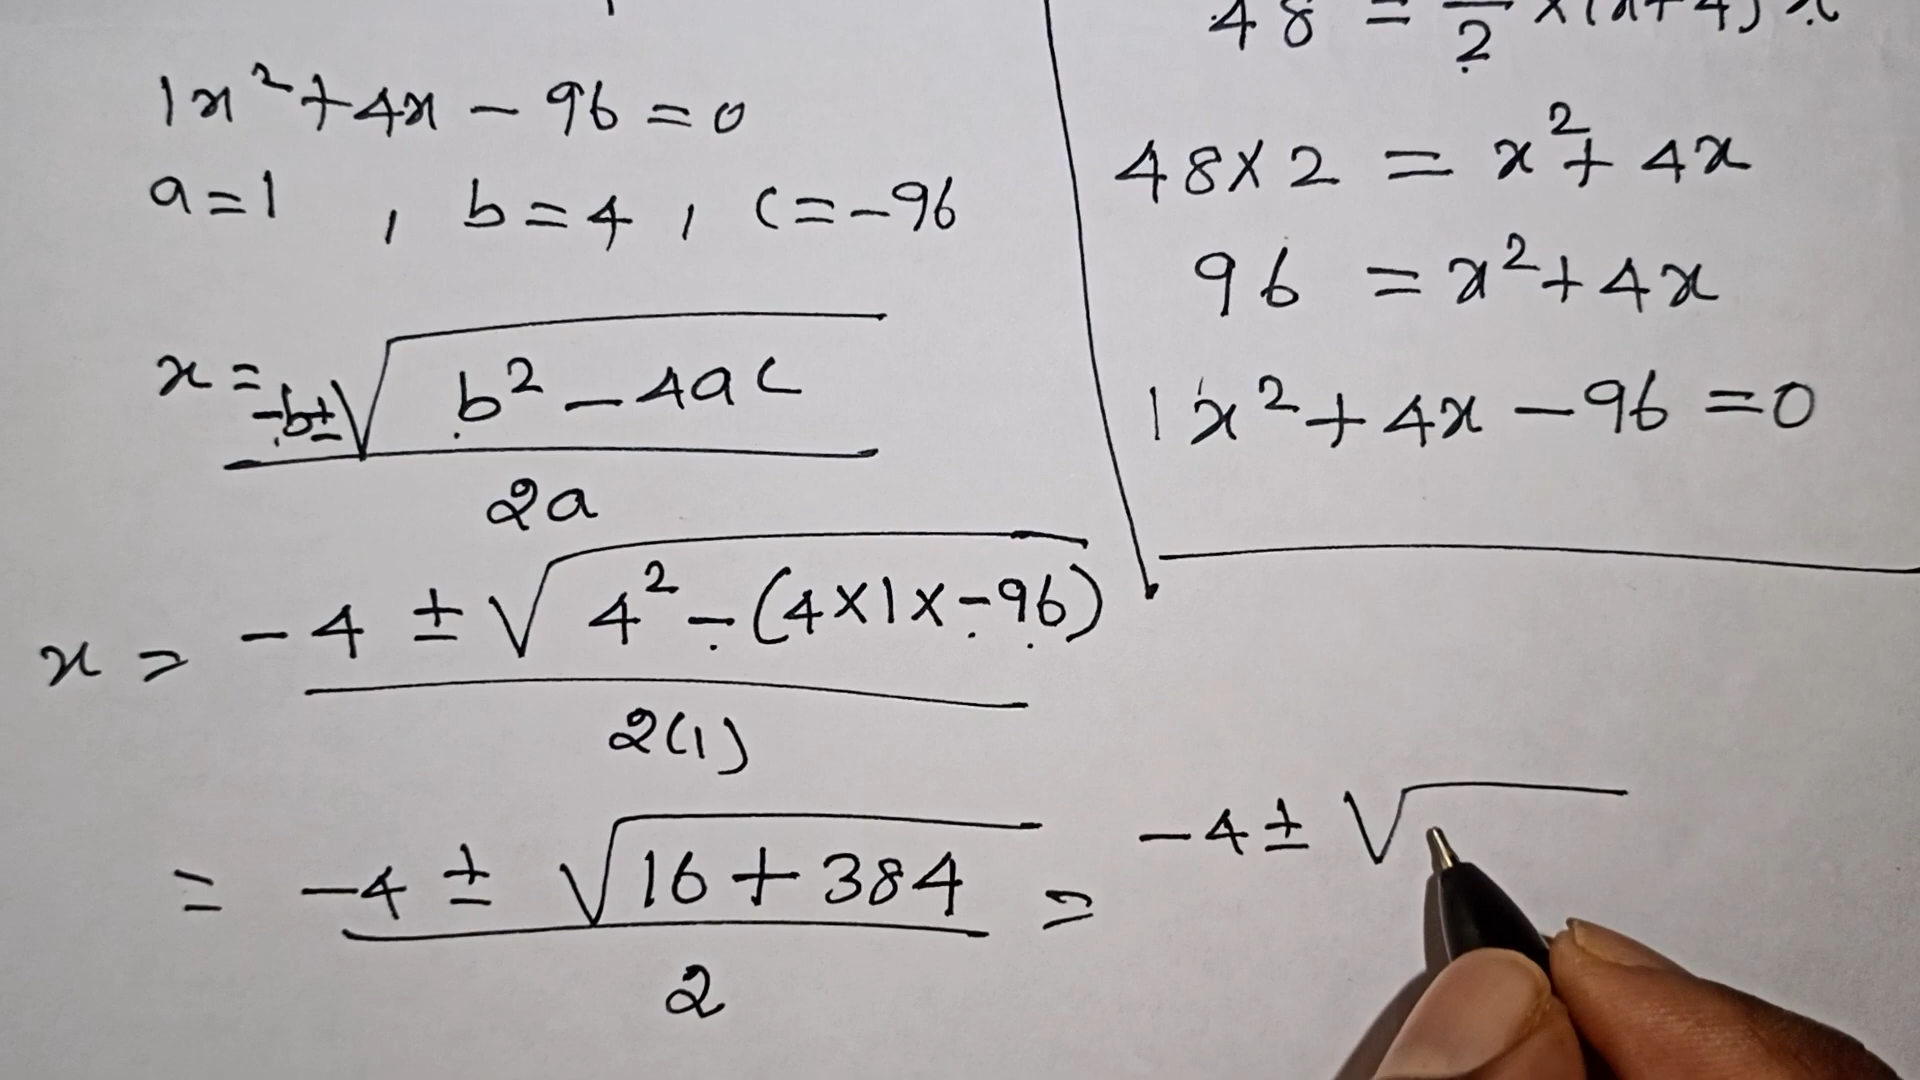 1x² + 4x - 96 = 0
a = 1 , b = 4 , c = -96
x = -b ± √(b² - 4ac) / 2a
x = -4 ± √(4² - (4 × 1 × -96)) / 2(1)
= -4 ± √(16 + 384) / 2 = -4 ± √
48 = /2 × (x + 4) x
48 × 2 = x² + 4x
96 = x² + 4x
1x² + 4x - 96 = 0